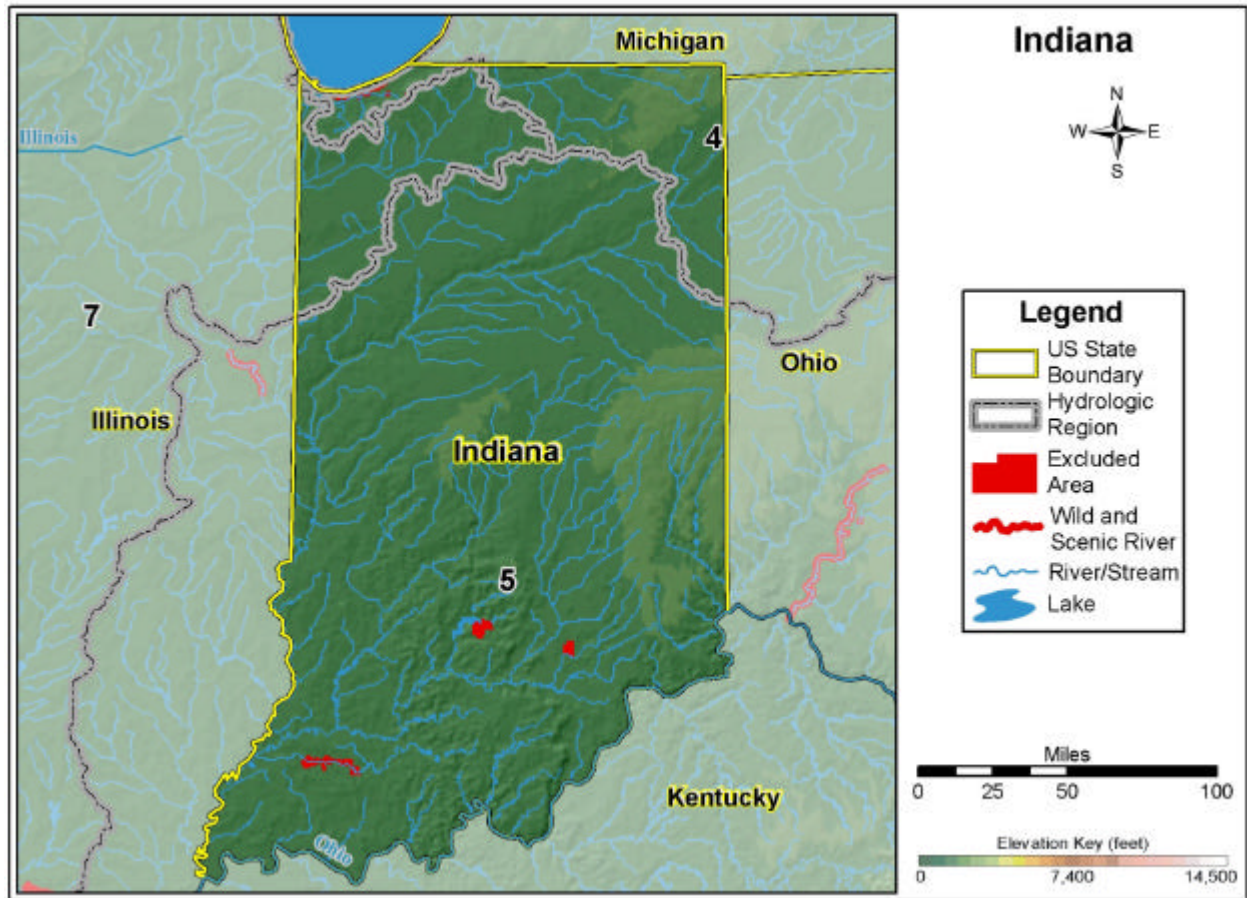 Michigan
Illinois
4
7
Ohio
Illinois
Indiana
5
Kentucky
Ohio
Indiana
N
W E
S
Legend
US State
Boundary
Hydrologic
Region
Excluded
Area
Wild and
Scenic River
River/Stream
Lake
Miles
0 25 50 100
Elevation Key (feet)
0 7,400 14,500